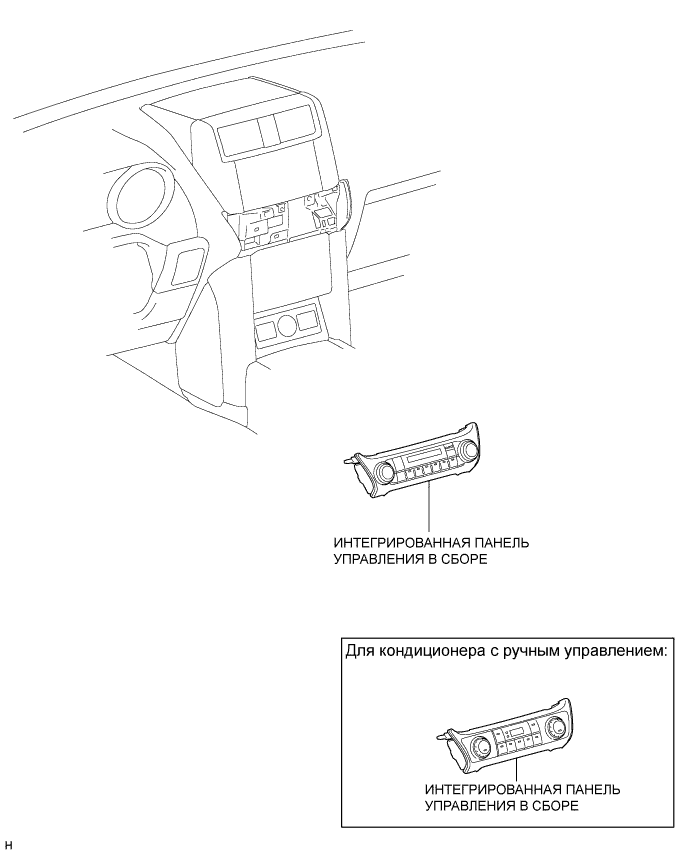 ИНТЕГРИРОВАННАЯ ПАНЕЛЬ
УПРАВЛЕНИЯ В СБОРЕ
Для кондиционера с ручным управлением:
ИНТЕГРИРОВАННАЯ ПАНЕЛЬ
УПРАВЛЕНИЯ В СБОРЕ
H